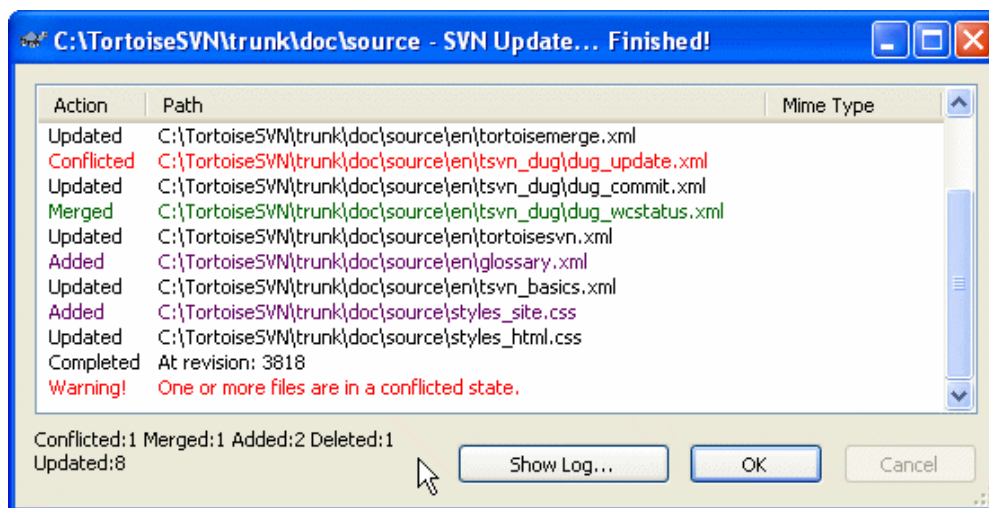 C:\TortoiseSVN\trunk\doc\source - SVN Update... Finished!
Action Path Mime Type
Updated C:\TortoiseSVN\trunk\doc\source\en\tortoisemerge.xml
Conflicted C:\TortoiseSVN\trunk\doc\source\en\tsvn_dug\dug_update.xml
Updated C:\TortoiseSVN\trunk\doc\source\en\tsvn_dug\dug_commit.xml
Merged C:\TortoiseSVN\trunk\doc\source\en\tsvn_dug\dug_wcstatus.xml
Updated C:\TortoiseSVN\trunk\doc\source\en\tortoisesvn.xml
Added C:\TortoiseSVN\trunk\doc\source\en\glossary.xml
Updated C:\TortoiseSVN\trunk\doc\source\en\tsvn_basics.xml
Added C:\TortoiseSVN\trunk\doc\source\styles_site.css
Updated C:\TortoiseSVN\trunk\doc\source\styles_html.css
Completed At revision: 3818
Warning! One or more files are in a conflicted state.
Conflicted:1 Merged:1 Added:2 Deleted:1
Updated:8
Show Log... OK Cancel